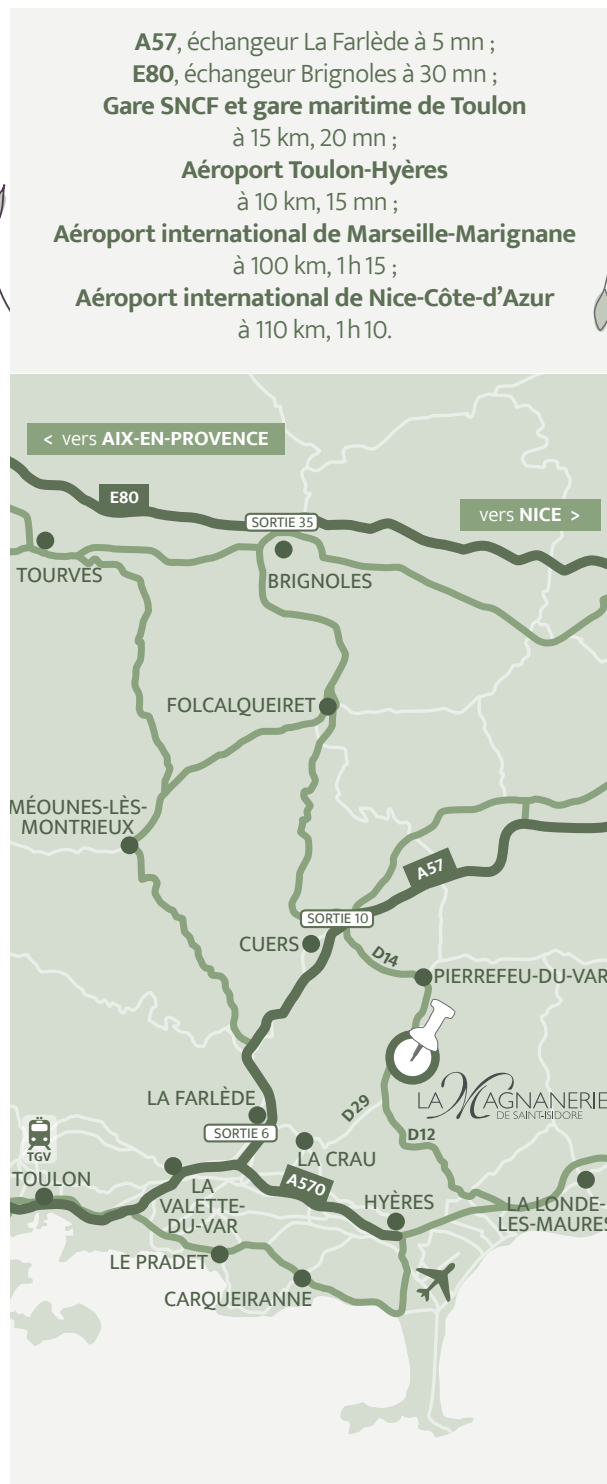 A57, échangeur La Farlède à 5 mn ;
E80, échangeur Brignoles à 30 mn ;
Gare SNCF et gare maritime de Toulon
à 15 km, 20 mn ;
Aéroport Toulon-Hyères
à 10 km, 15 mn ;
Aéroport international de Marseille-Marignane
à 100 km, 1 h 15 ;
Aéroport international de Nice-Côte-d’Azur
à 110 km, 1 h 10.
< vers AIX-EN-PROVENCE
E80
SORTIE 35
vers NICE >
TOURVES
BRIGNOLES
FOLCALQUEIRET
MÉOUNES-LÈS-
MONTRIEUX
A57
SORTIE 10
CUERS
D14
PIERREFEU-DU-VAR
LA MAGNANERIE
DE SAINT-ISIDORE
LA FARLÈDE
D29
SORTIE 6
D12
TGV
LA CRAU
TOULON
A570
LA
VALETTE-
DU-VAR
HYÈRES
LA LONDE-
LES-MAURES
LE PRADET
CARQUEIRANNE